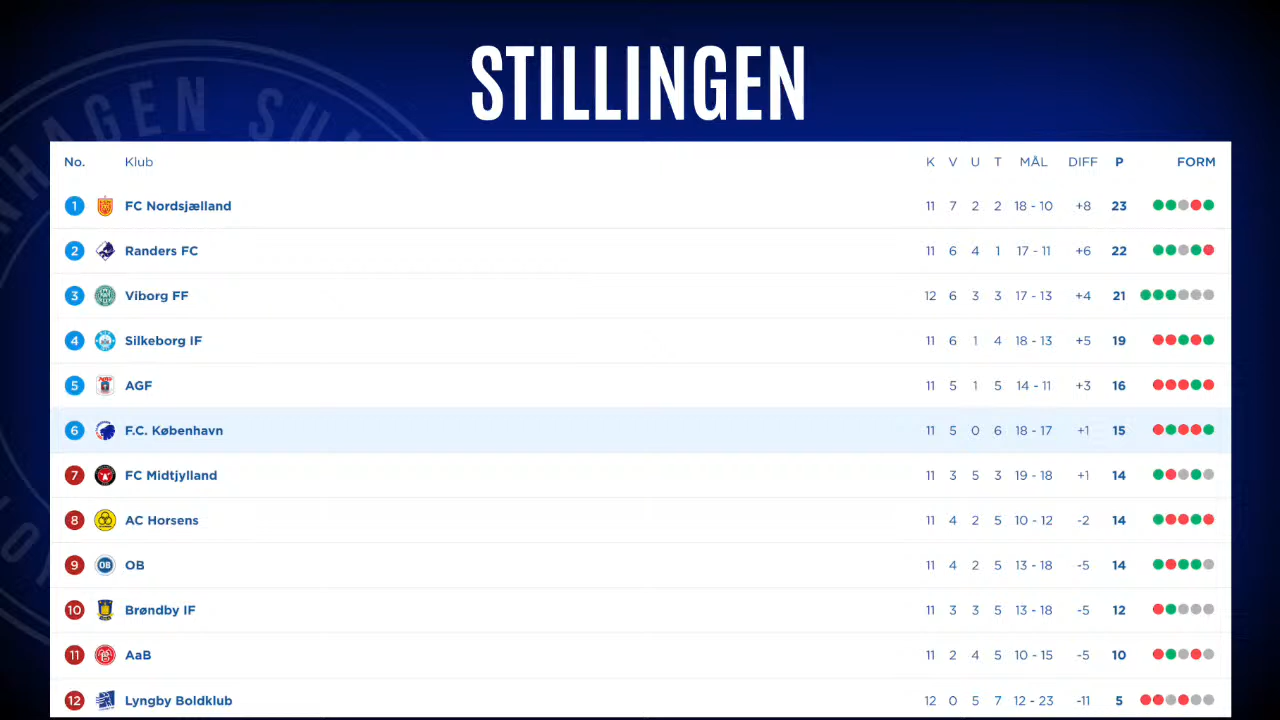 STILLINGEN
No. Klub K V U T MÅL DIFF P FORM
1 FC Nordsjælland 11 7 2 2 18 - 10 +8 23
2 Randers FC 11 6 4 1 17 - 11 +6 22
3 Viborg FF 12 6 3 3 17 - 13 +4 21
4 Silkeborg IF 11 6 1 4 18 - 13 +5 19
5 AGF 11 5 1 5 14 - 11 +3 16
6 F.C. København 11 5 0 6 18 - 17 +1 15
7 FC Midtjylland 11 3 5 3 19 - 18 +1 14
8 AC Horsens 11 4 2 5 10 - 12 -2 14
9 OB OB 11 4 2 5 13 - 18 -5 14
10 Brøndby IF 11 3 3 5 13 - 18 -5 12
11 AaB 11 2 4 5 10 - 15 -5 10
12 Lyngby Boldklub 12 0 5 7 12 - 23 -11 5